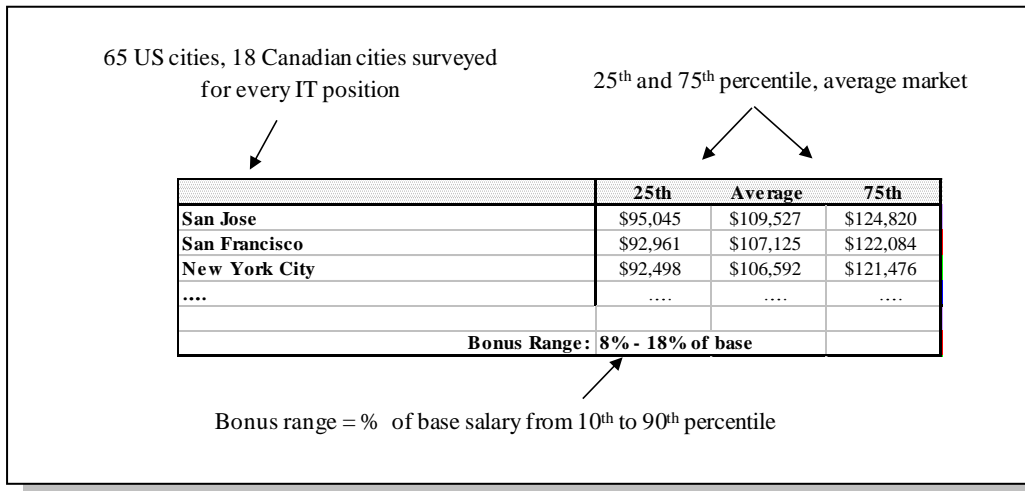 65 US cities, 18 Canadian cities surveyed
for every IT position
25th and 75th percentile, average market
25th Average 75th
San Jose $95,045 $109,527 $124,820
San Francisco $92,961 $107,125 $122,084
New York City $92,498 $106,592 $121,476
.... .... .... ....
Bonus Range: 8% - 18% of base
Bonus range = % of base salary from 10th to 90th percentile